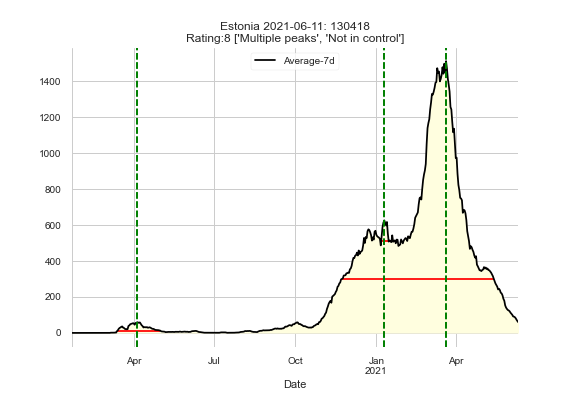 Estonia 2021-06-11: 130418
Rating:8 ['Multiple peaks', 'Not in control']
Average-7d
1400
1200
1000
800
600
400
200
0
Apr
Jul
Oct
Jan
2021
Apr
Date